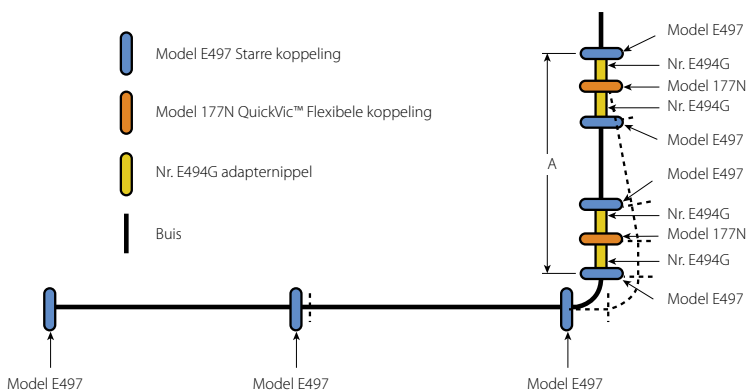 Model E497 Starre koppeling
Model 177N QuickVic™ Flexibele koppeling
Nr. E494G adapternippel
Buis
A
Model E497
Nr. E494G
Model 177N
Nr. E494G
Model E497
Model E497
Nr. E494G
Model 177N
Nr. E494G
Model E497
Model E497
Model E497
Model E497